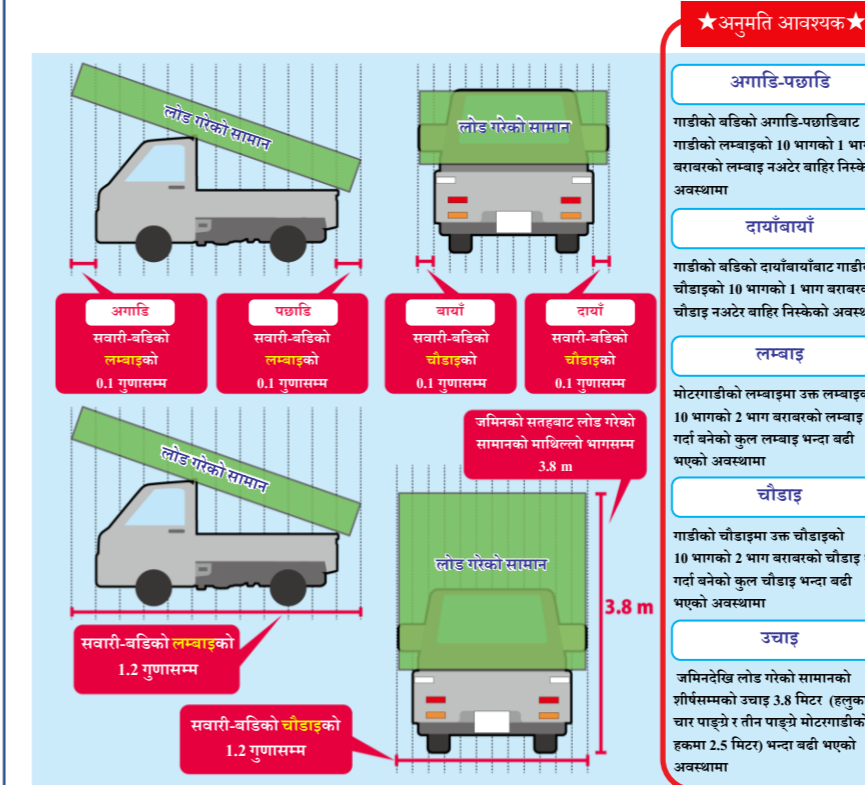 ★अनुमति आवश्यक★
लोड गरेको सामान
लोड गरेको सामान
अगाडि
सवारी-बडिको
लम्बाइको
0.1 गुणासम्म
पछाडि
सवारी-बडिको
लम्बाइको
0.1 गुणासम्म
बायाँ
सवारी-बडिको
चौडाइको
0.1 गुणासम्म
दायाँ
सवारी-बडिको
चौडाइको
0.1 गुणासम्म
लोड गरेको सामान
सवारी-बडिको लम्बाइको
1.2 गुणासम्म
जमिनको सतहबाट लोड गरेको
सामानको माथिल्लो भागसम्म
3.8 m
लोड गरेको सामान
3.8 m
सवारी-बडिको चौडाइको
1.2 गुणासम्म
अगाडि-पछाडि
गाडीको बडिको अगाडि-पछाडिबाट
गाडीको लम्बाइको 10 भागको 1
बराबरको लम्बाइ नअटेर बाहिर
अवस्थामा
दायाँबायाँ
गाडीको बडिको दायाँबायाँबाट
चौडाइको 10 भागको 1 भाग
चौडाइ नअटेर बाहिर निस्केको
लम्बाइ
मोटरगाडीको लम्बाइमा उक्त
10 भागको 2 भाग बराबरको लम्बाइ
गर्दा बनेको कुल लम्बाइ भन्दा बढी
भएको अवस्थामा
चौडाइ
गाडीको चौडाइमा उक्त चौडाइको
10 भागको 2 भाग बराबरको चौडाइ
गर्दा बनेको कुल चौडाइ भन्दा बढी
भएको अवस्थामा
उचाइ
जमिनदेखि लोड गरेको सामानको
शीर्षसम्मको उचाइ 3.8 मिटर
चार पाङ्ग्रे र तीन पाङ्ग्रे मोटरगाडीको
हकमा 2.5 मिटर) भन्दा बढी भएको
अवस्थामा